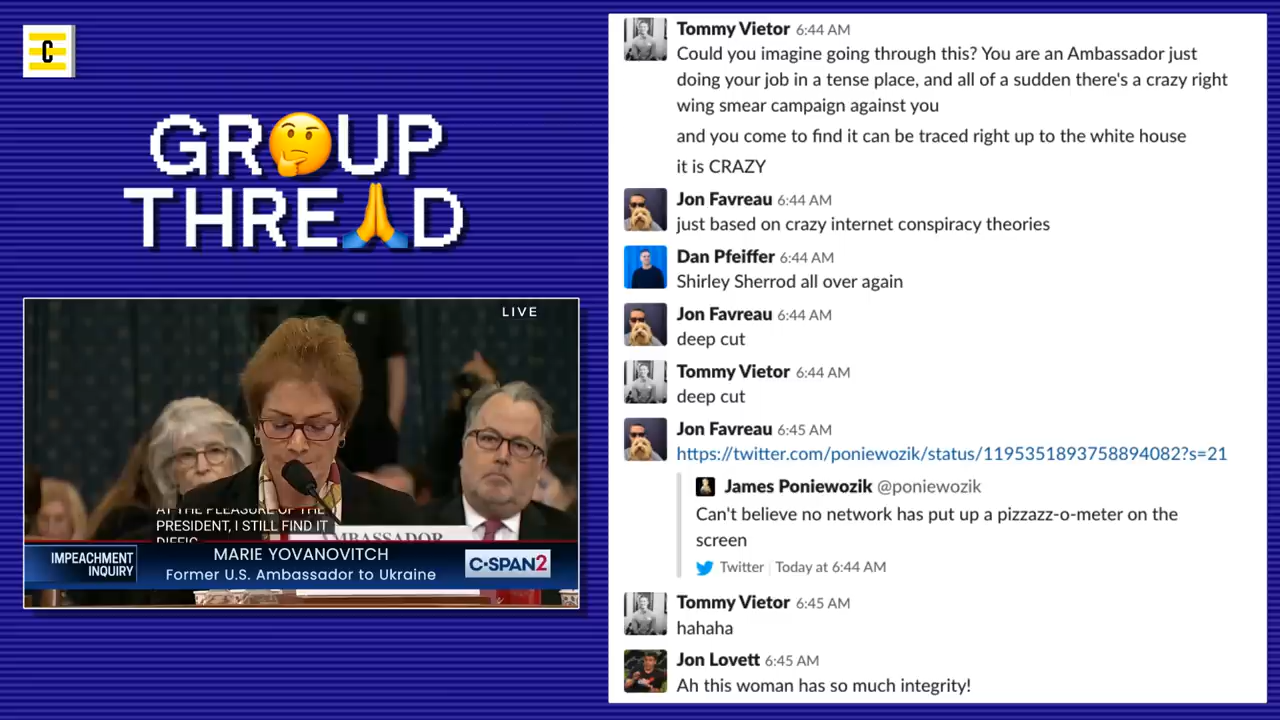 C
GR🤔UP
THRE🙏D
LIVE
AT THE PLEASURE OF THE
PRESIDENT, I STILL FIND IT
DIFFIC
AMBASSADOR
IMPEACHMENT
INQUIRY
MARIE YOVANOVITCH
Former U.S. Ambassador to Ukraine
C-SPAN2
Tommy Vietor 6:44 AM
Could you imagine going through this? You are an Ambassador just
doing your job in a tense place, and all of a sudden there's a crazy right
wing smear campaign against you
and you come to find it can be traced right up to the white house
it is CRAZY
Jon Favreau 6:44 AM
just based on crazy internet conspiracy theories
Dan Pfeiffer 6:44 AM
Shirley Sherrod all over again
Jon Favreau 6:44 AM
deep cut
Tommy Vietor 6:44 AM
deep cut
Jon Favreau 6:45 AM
https://twitter.com/poniewozik/status/1195351893758894082?s=21
James Poniewozik @poniewozik
Can't believe no network has put up a pizzazz-o-meter on the
screen
Twitter | Today at 6:44 AM
Tommy Vietor 6:45 AM
hahaha
Jon Lovett 6:45 AM
Ah this woman has so much integrity!